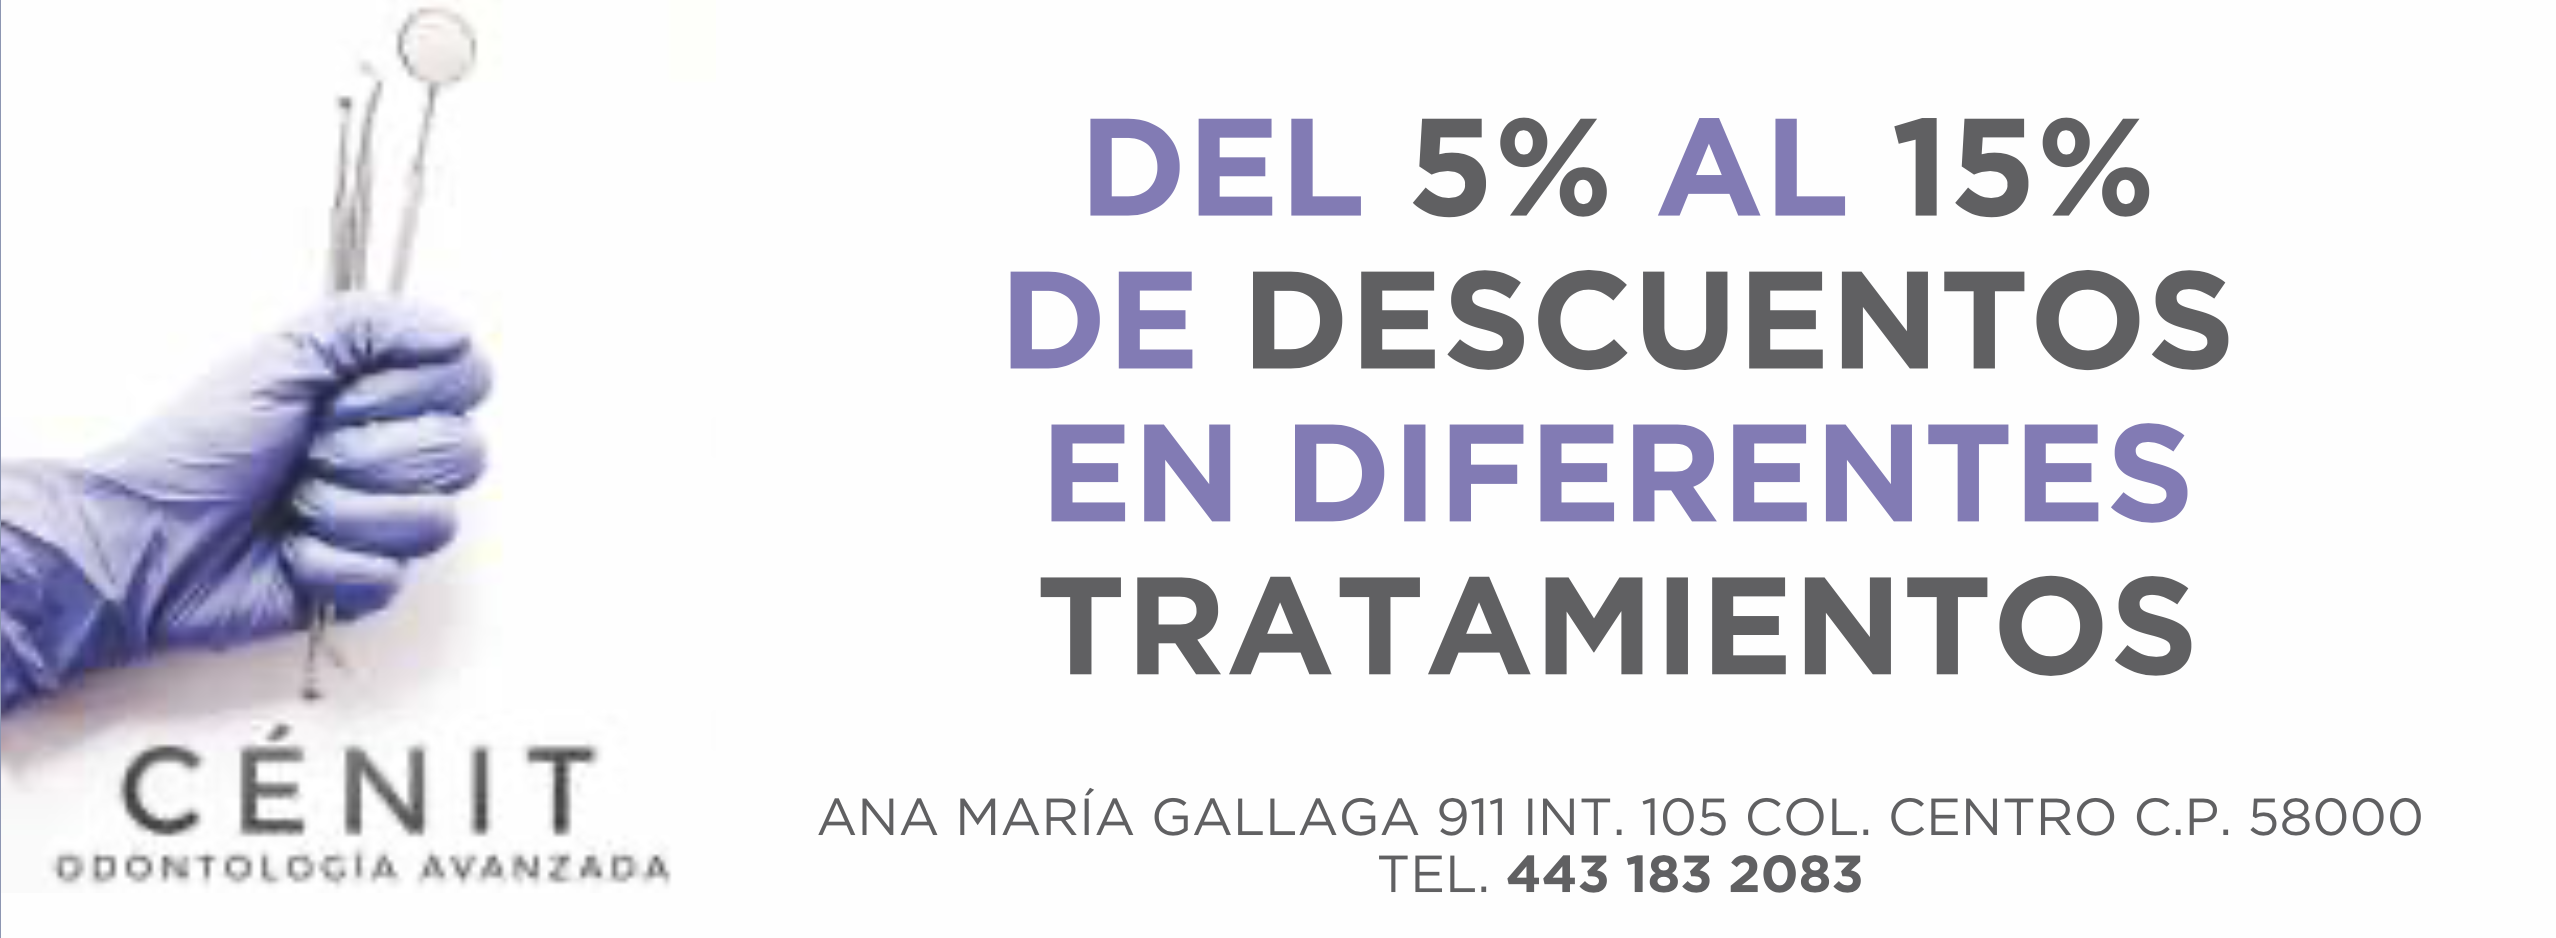 DEL 5% AL 15%
DE DESCUENTOS
EN DIFERENTES
TRATAMIENTOS
CÉNIT
ODONTOLOGÍA AVANZADA
ANA MARÍA GALLAGA 911 INT. 105 COL. CENTRO C.P. 58000
TEL. 443 183 2083